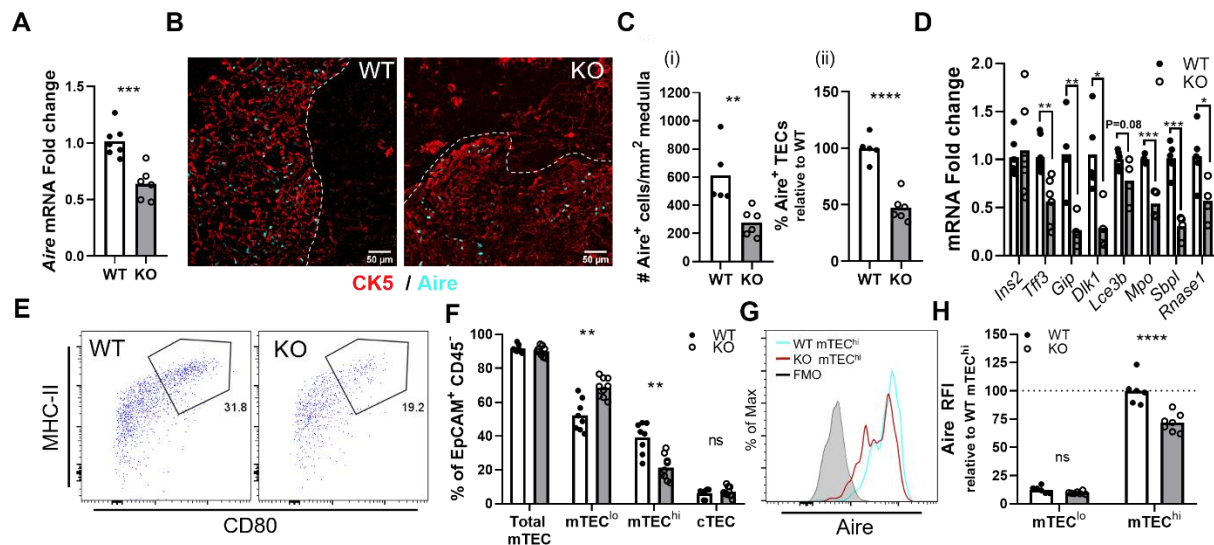 A
Aire mRNA Fold change
1.5
1.0
0.5
0.0
***
WT KO
B
WT
KO
50 µm
50 µm
CK5 / Aire
C
(i)
# Aire+ cells/mm² medulla
1200
1000
800
600
400
200
0
**
WT KO
(ii)
% Aire+ TECs
relative to WT
150
100
50
0
****
WT KO
D
mRNA Fold change
2.0
1.5
1.0
0.5
0.0
WT
KO
**
**
*
P=0.08
***
***
*
Ins2
Tff3
Gip
Dlk1
Lce3b
Mpo
Sbpl
Rnase1
E
MHC-II
WT
31.8
KO
19.2
CD80
F
% of EpCAM+ CD45-
100
80
60
40
20
0
WT
KO
**
**
ns
Total
mTEC
mTEClo
mTEChi
cTEC
G
% of Max
WT mTEChi
KO mTEChi
FMO
Aire
H
Aire RFI
relative to WT mTEChi
150
125
100
75
50
25
0
WT
KO
****
ns
mTEClo
mTEChi